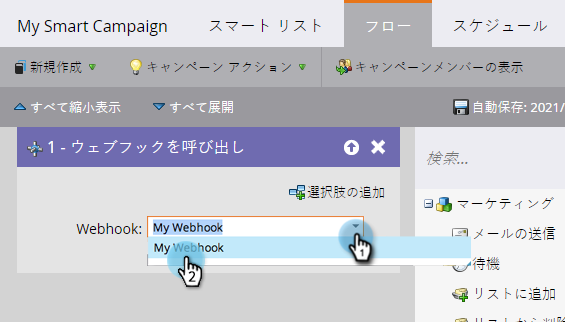 My Smart Campaign スマート リスト フロー スケジュール
新規作成 キャンペーン アクション キャンペーンメンバーの表示
すべて縮小表示 すべて展開 自動保存: 2021/
1 - ウェブフックを呼び出し
検索...
選択肢の追加
マーケティング
Webhook: My Webhook
メールの送信
My Webhook
1
待機
2
リストに追加